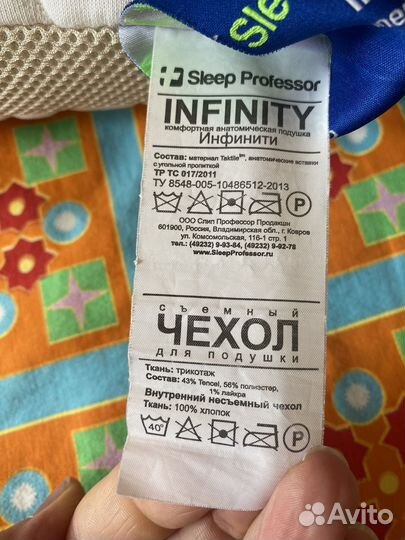 Sleep Professor
INFINITY
комфортная анатомическая подушка
Инфинити
Состав: материал Taktile™, анатомические вставки
с угольной пропиткой
ТР ТС 017/2011
ТУ 8548-005-10486512-2013
P
ООО Слип Профессор Продакшн
601900, Россия, Владимирская обл., г. Ковров
ул. Комсомольская, 116-1 стр. 1
тел.: (49232) 9-93-84, (49232) 9-92-78
www.SleepProfessor.ru
съемный
ЧЕХОЛ
для подушки
Ткань: трикотаж
Состав: 43% Tencel, 56% полиэстер,
1% лайкра
Внутренний несъемный чехол
Ткань: 100% хлопок
40° P
Avito